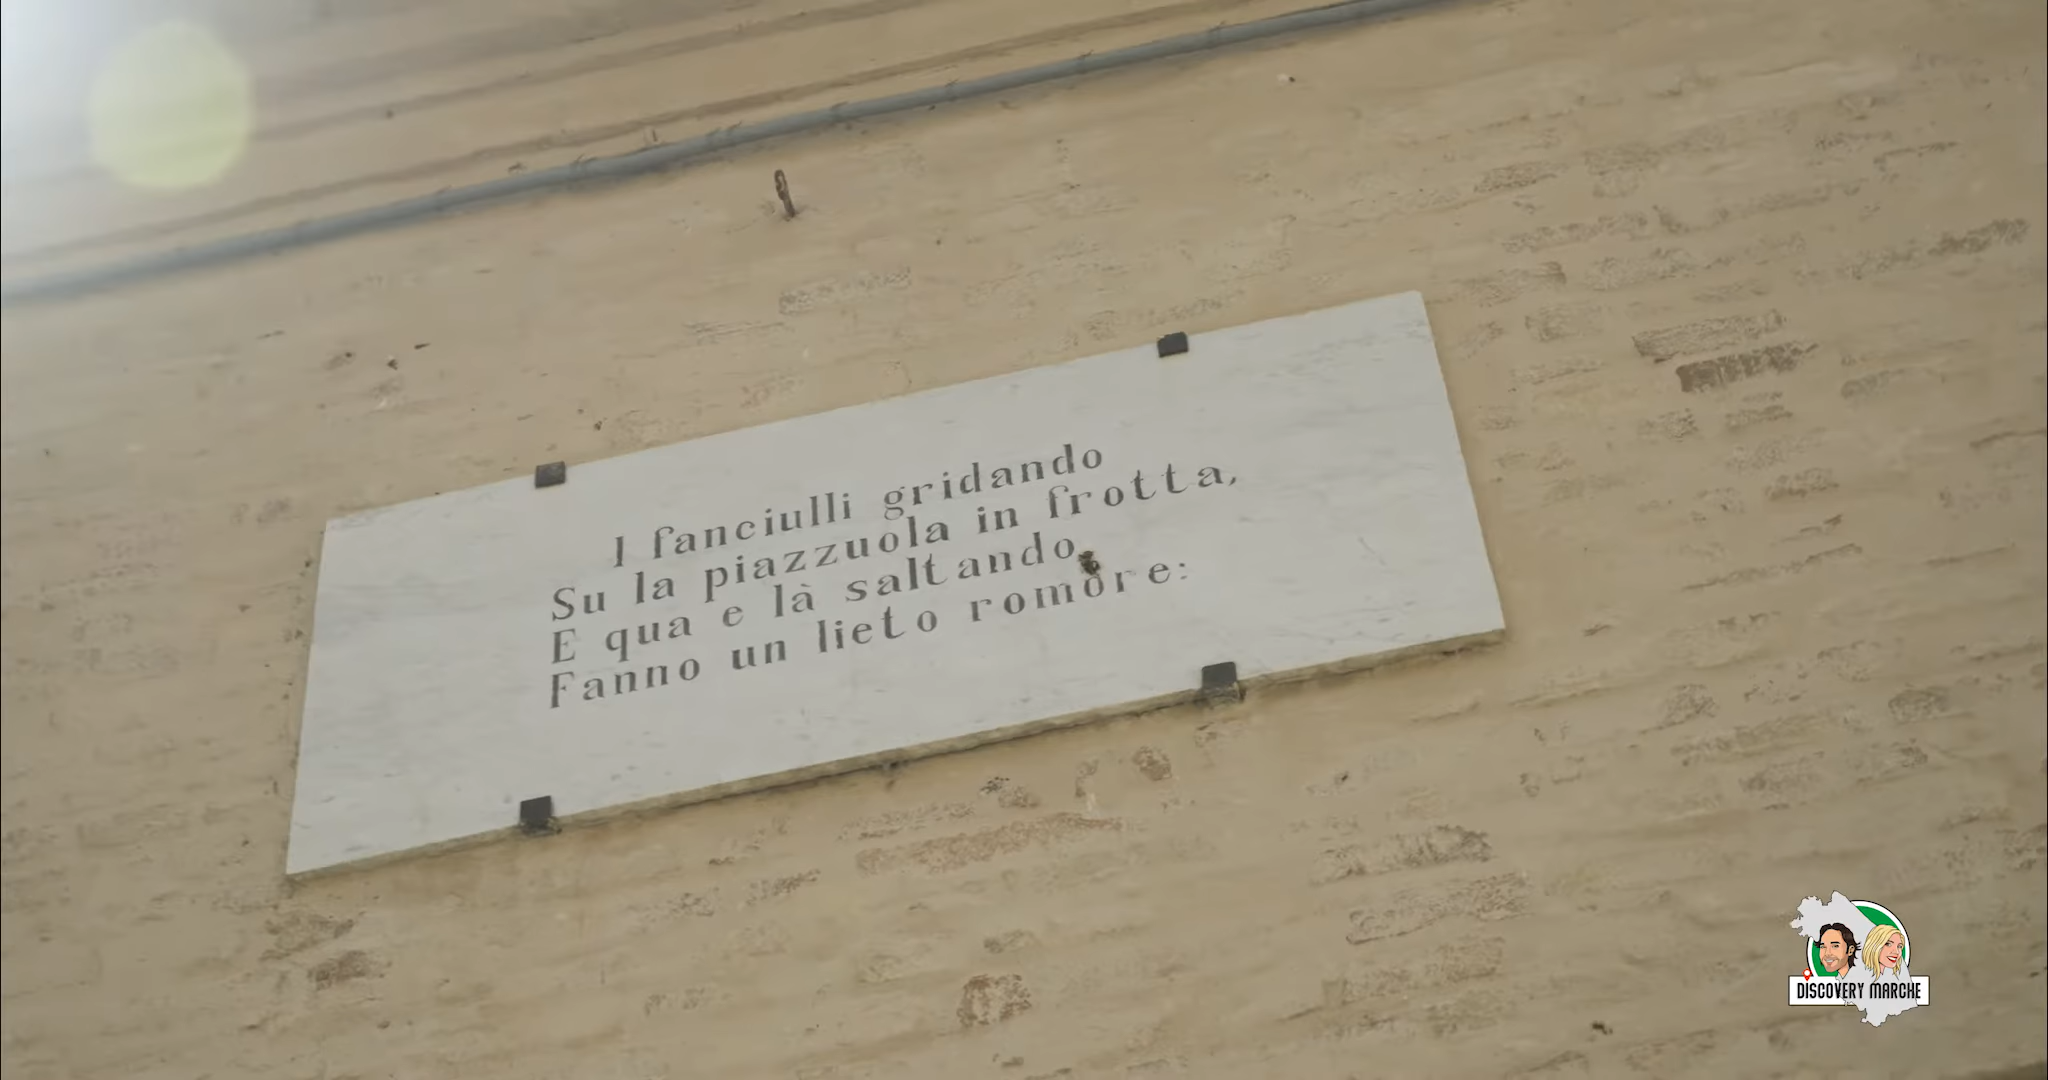 I fanciulli gridando
Su la piazzuola in frotta,
E qua e là saltando,
Fanno un lieto romore:
DISCOVERY MARCHE